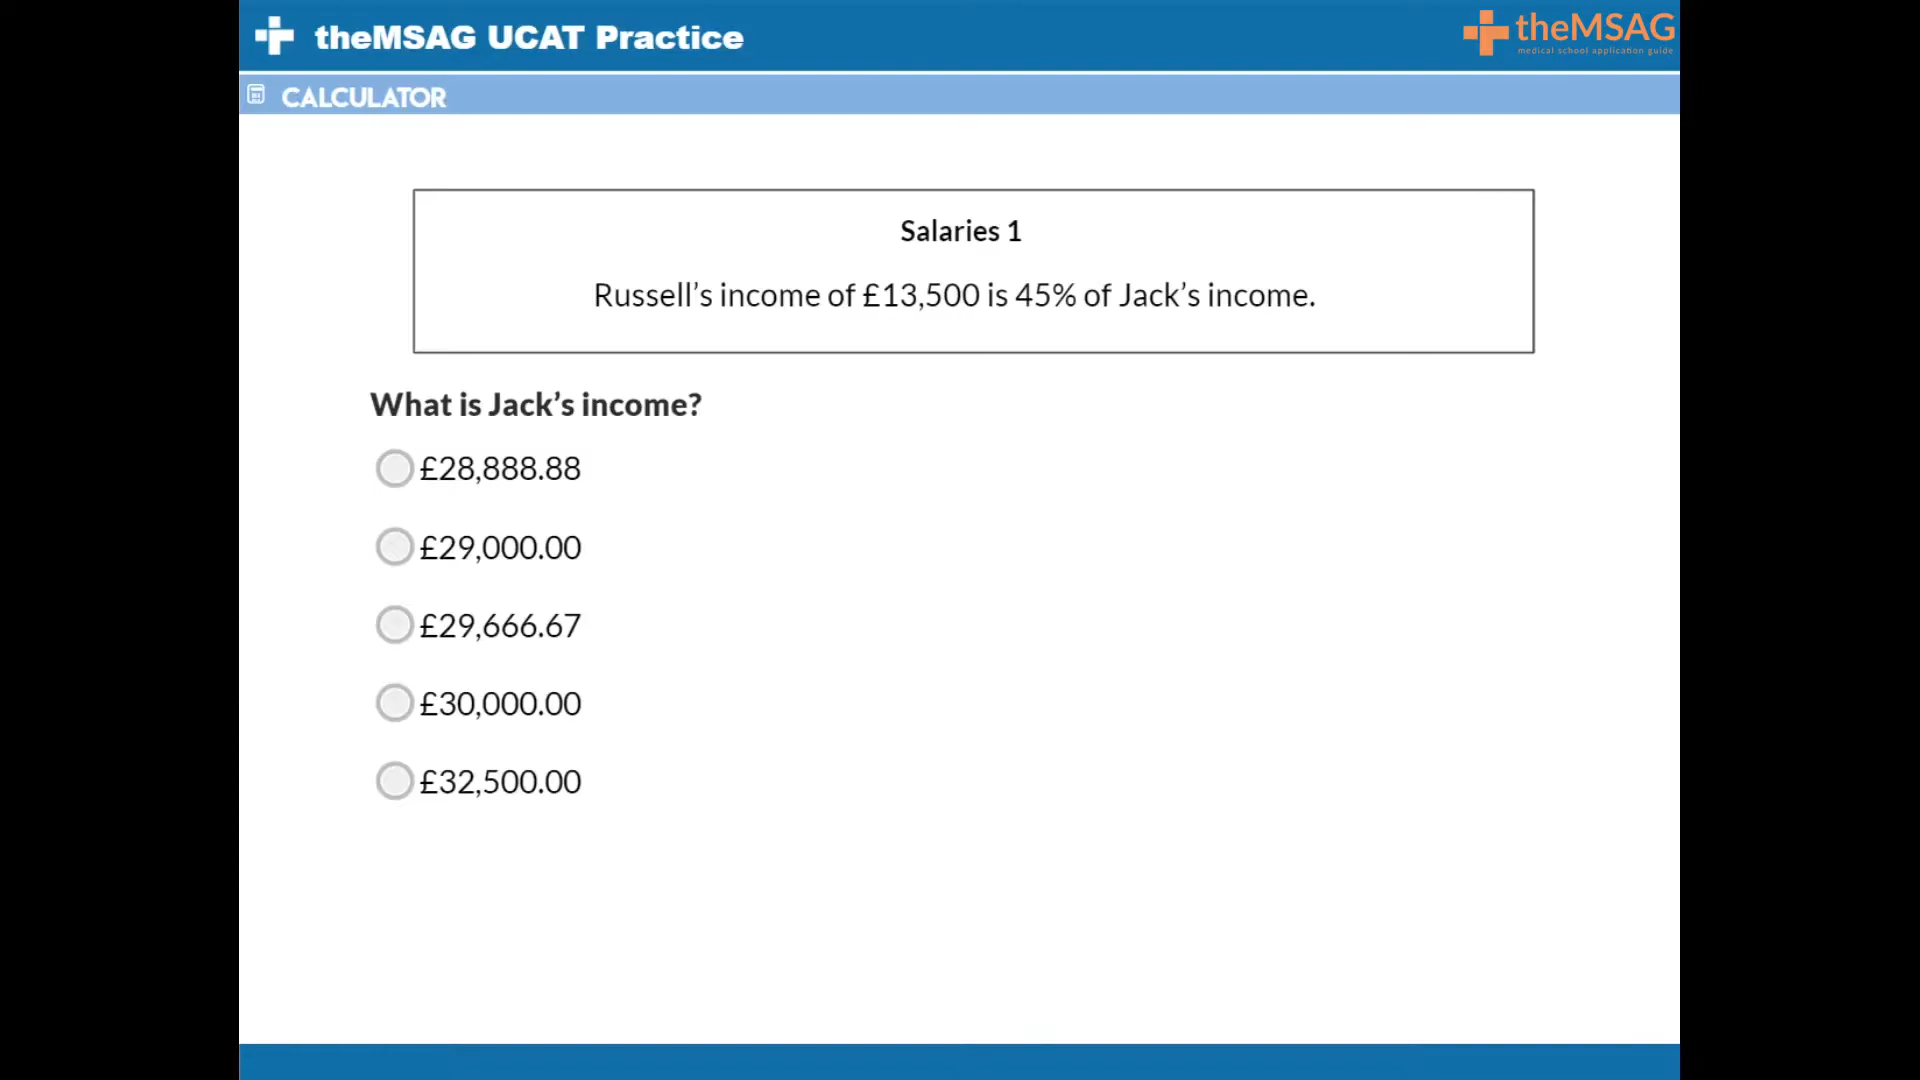 theMSAG UCAT Practice
theMSAG
medical school application guide
CALCULATOR
Salaries 1
Russell’s income of £13,500 is 45% of Jack’s income.
What is Jack’s income?
£28,888.88
£29,000.00
£29,666.67
£30,000.00
£32,500.00